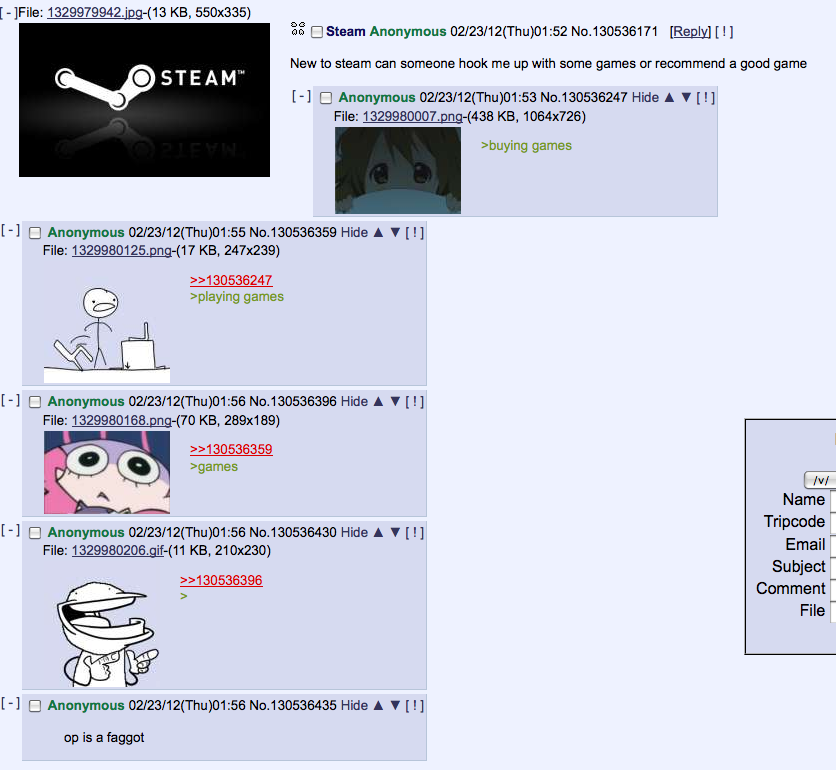 [ - ]File: 1329979942.jpg-(13 KB, 550x335)
STEAM™
Steam Anonymous 02/23/12(Thu)01:52 No.130536171 [Reply] [ ! ]
New to steam can someone hook me up with some games or recommend a good game
[ - ] Anonymous 02/23/12(Thu)01:53 No.130536247 Hide ▲ ▼ [ ! ]
File: 1329980007.png-(438 KB, 1064x726)
>buying games
[ - ] Anonymous 02/23/12(Thu)01:55 No.130536359 Hide ▲ ▼ [ ! ]
File: 1329980125.png-(17 KB, 247x239)
>>130536247
>playing games
[ - ] Anonymous 02/23/12(Thu)01:56 No.130536396 Hide ▲ ▼ [ ! ]
File: 1329980168.png-(70 KB, 289x189)
>>130536359
>games
[ - ] Anonymous 02/23/12(Thu)01:56 No.130536430 Hide ▲ ▼ [ ! ]
File: 1329980206.gif-(11 KB, 210x230)
>>130536396
>
[ - ] Anonymous 02/23/12(Thu)01:56 No.130536435 Hide ▲ ▼ [ ! ]
op is a faggot
/v/
Name
Tripcode
Email
Subject
Comment
File